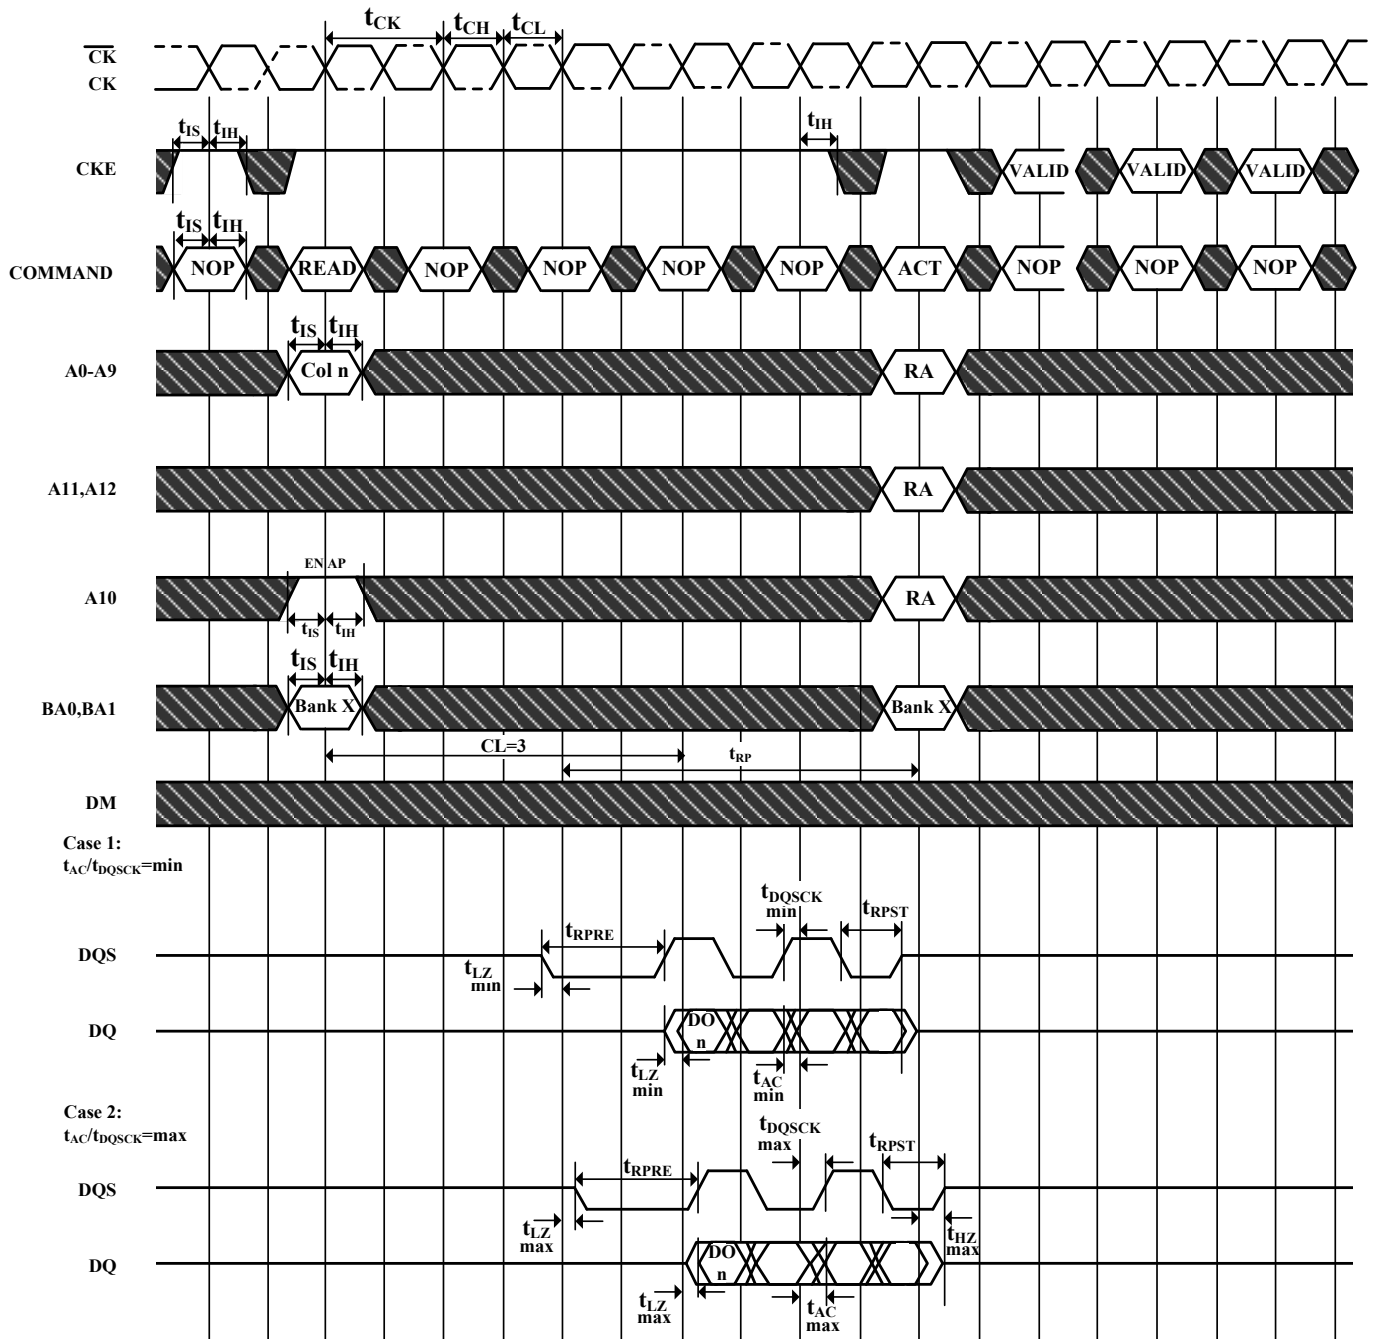 tCK tCH tCL
CK
CK
tIS tIH tIH
CKE VALID VALID VALID
tIS tIH
COMMAND NOP READ NOP NOP NOP NOP ACT NOP NOP NOP
tIS tIH
A0-A9 Col n RA
A11,A12 RA
EN AP
A10 RA
tIS tIH
tIS tIH
BA0,BA1 Bank X Bank X
CL=3 tRP
DM
Case 1:
tAC/tDQSCK=min
tDQSCK min tRPST
tRPRE
DQS
tLZ min
DQ DO n
tLZ min tAC min
Case 2:
tAC/tDQSCK=max
tDQSCK max tRPST
tRPRE
DQS
tLZ max tHZ max
DQ DO n
tLZ max tAC max